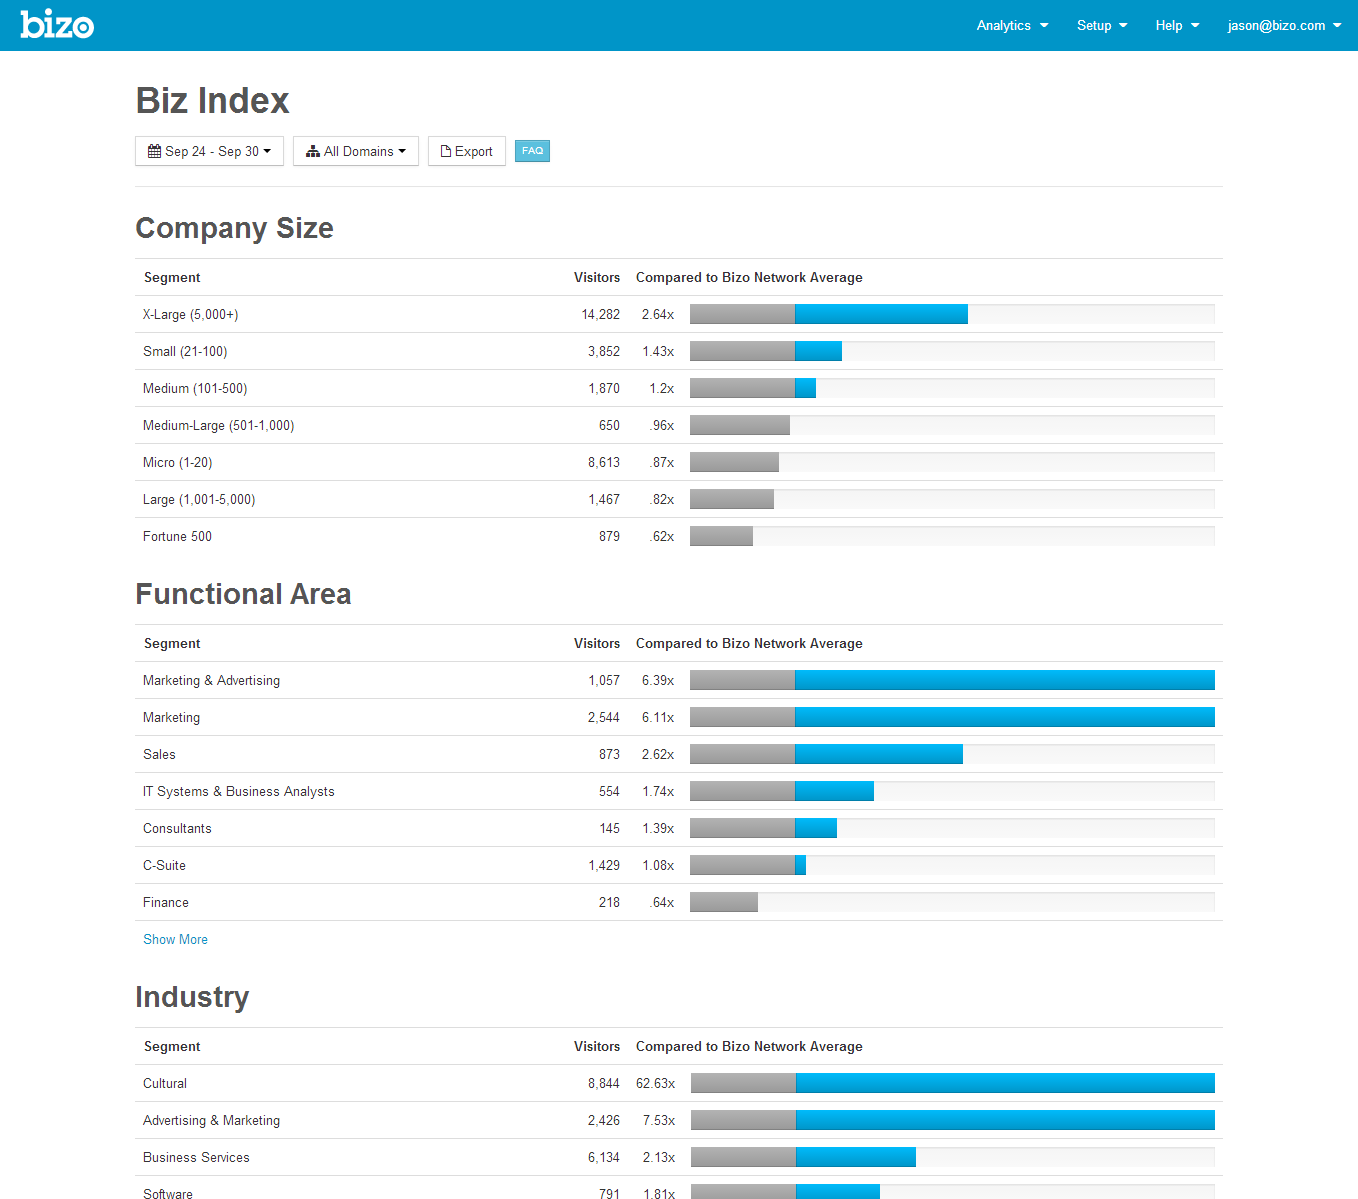 bizo
Analytics Setup Help jason@bizo.com
Biz Index
Sep 24 - Sep 30 All Domains Export FAQ
Company Size
Segment Visitors Compared to Bizo Network Average
X-Large (5,000+) 14,282 2.64x
Small (21-100) 3,852 1.43x
Medium (101-500) 1,870 1.2x
Medium-Large (501-1,000) 650 .96x
Micro (1-20) 8,613 .87x
Large (1,001-5,000) 1,467 .82x
Fortune 500 879 .62x
Functional Area
Segment Visitors Compared to Bizo Network Average
Marketing & Advertising 1,057 6.39x
Marketing 2,544 6.11x
Sales 873 2.62x
IT Systems & Business Analysts 554 1.74x
Consultants 145 1.39x
C-Suite 1,429 1.08x
Finance 218 .64x
Show More
Industry
Segment Visitors Compared to Bizo Network Average
Cultural 8,844 62.63x
Advertising & Marketing 2,426 7.53x
Business Services 6,134 2.13x
Software 791 1.81x